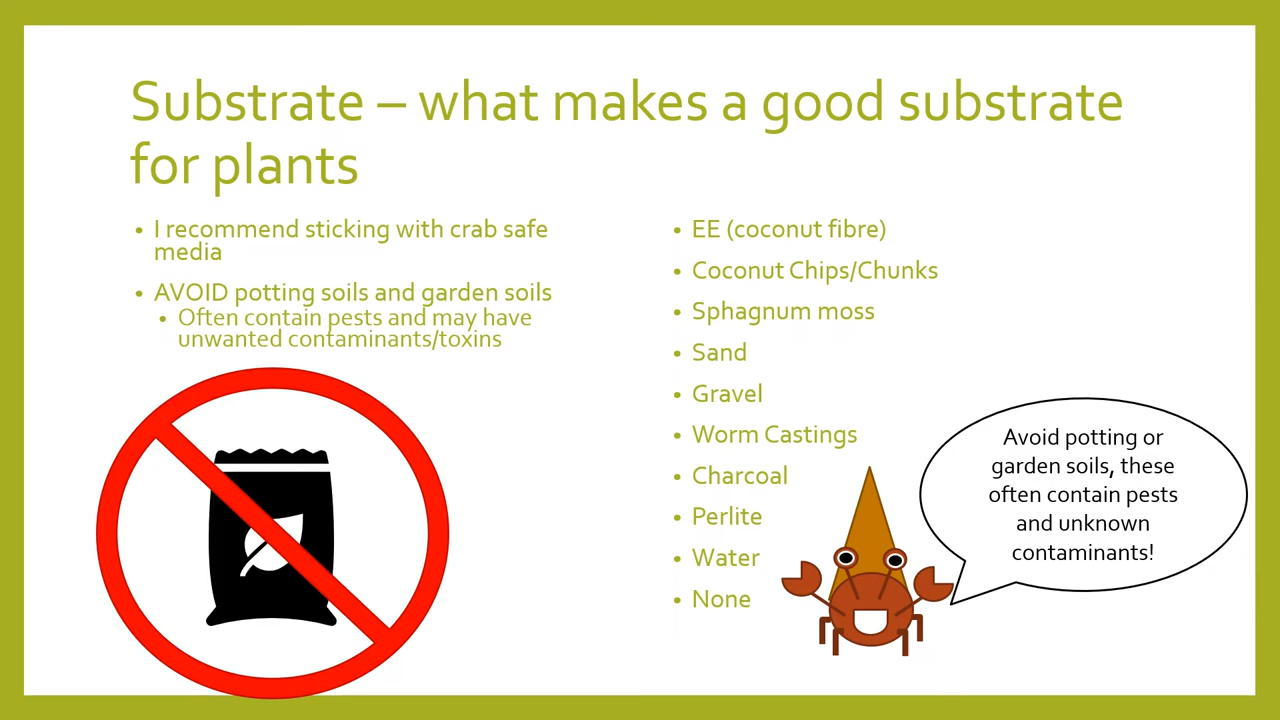 Substrate – what makes a good substrate
for plants
• I recommend sticking with crab safe
media
• AVOID potting soils and garden soils
• Often contain pests and may have
unwanted contaminants/toxins
• EE (coconut fibre)
• Coconut Chips/Chunks
• Sphagnum moss
• Sand
• Gravel
• Worm Castings
• Charcoal
• Perlite
• Water
• None
Avoid potting or
garden soils, these
often contain pests
and unknown
contaminants!